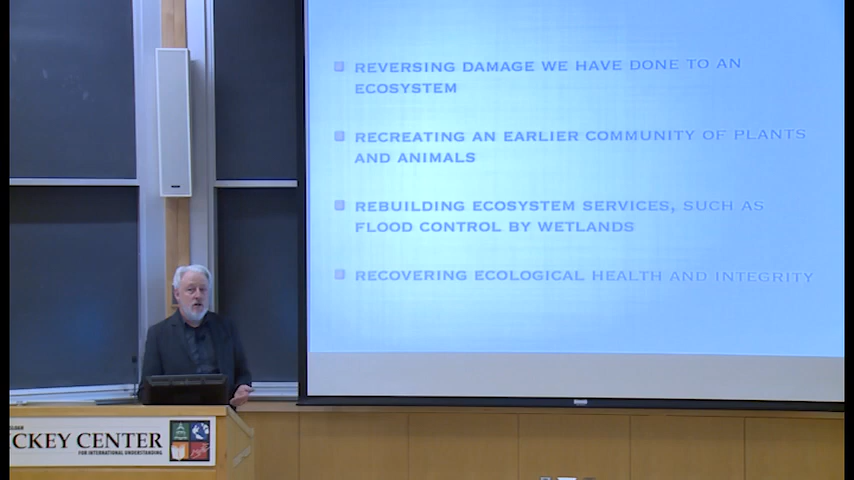 REVERSING DAMAGE WE HAVE DONE TO AN
ECOSYSTEM
RECREATING AN EARLIER COMMUNITY OF PLANTS
AND ANIMALS
REBUILDING ECOSYSTEM SERVICES, SUCH AS
FLOOD CONTROL BY WETLANDS
RECOVERING ECOLOGICAL HEALTH AND INTEGRITY
ICKEY CENTER
FOR INTERNATIONAL UNDERSTANDING